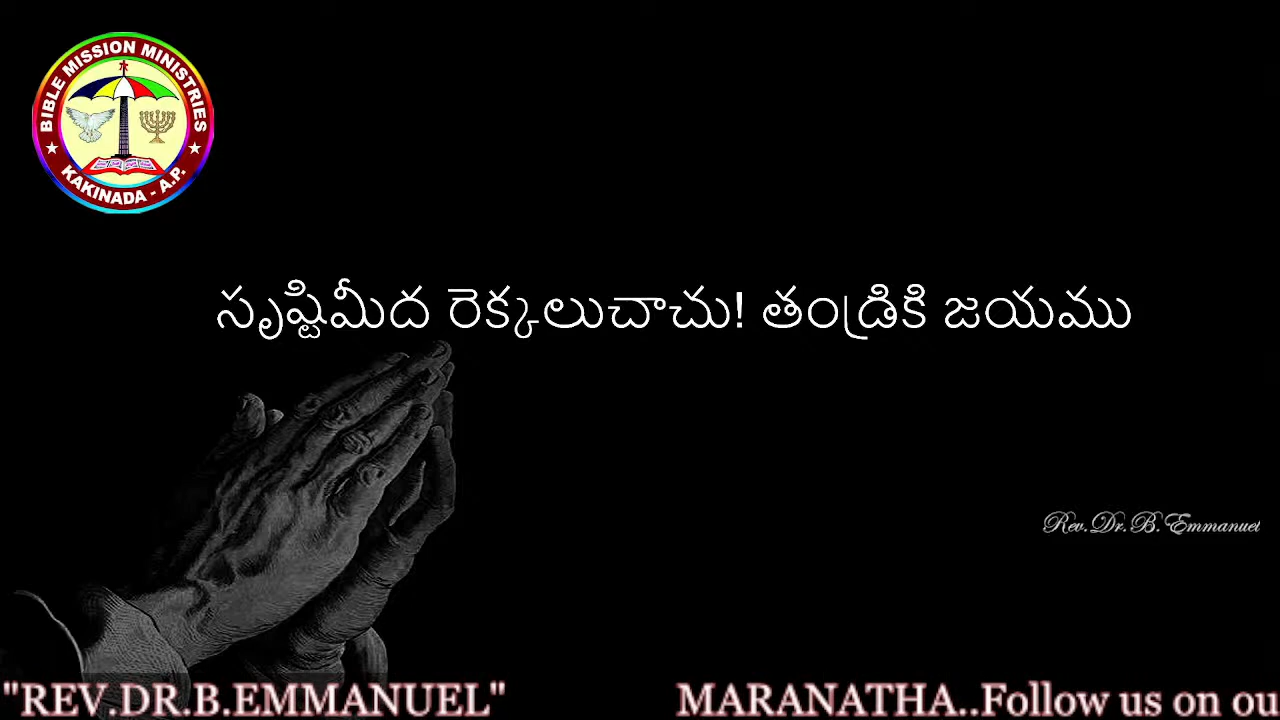 BIBLE MISSION MINISTRIES
KAKINADA - A.P.
సృష్టిమీద రెక్కలుచాచు! తండ్రికి జయము
Rev.Dr.B.Emmanuel
"REV.DR.B.EMMANUEL" MARANATHA..Follow us on ou